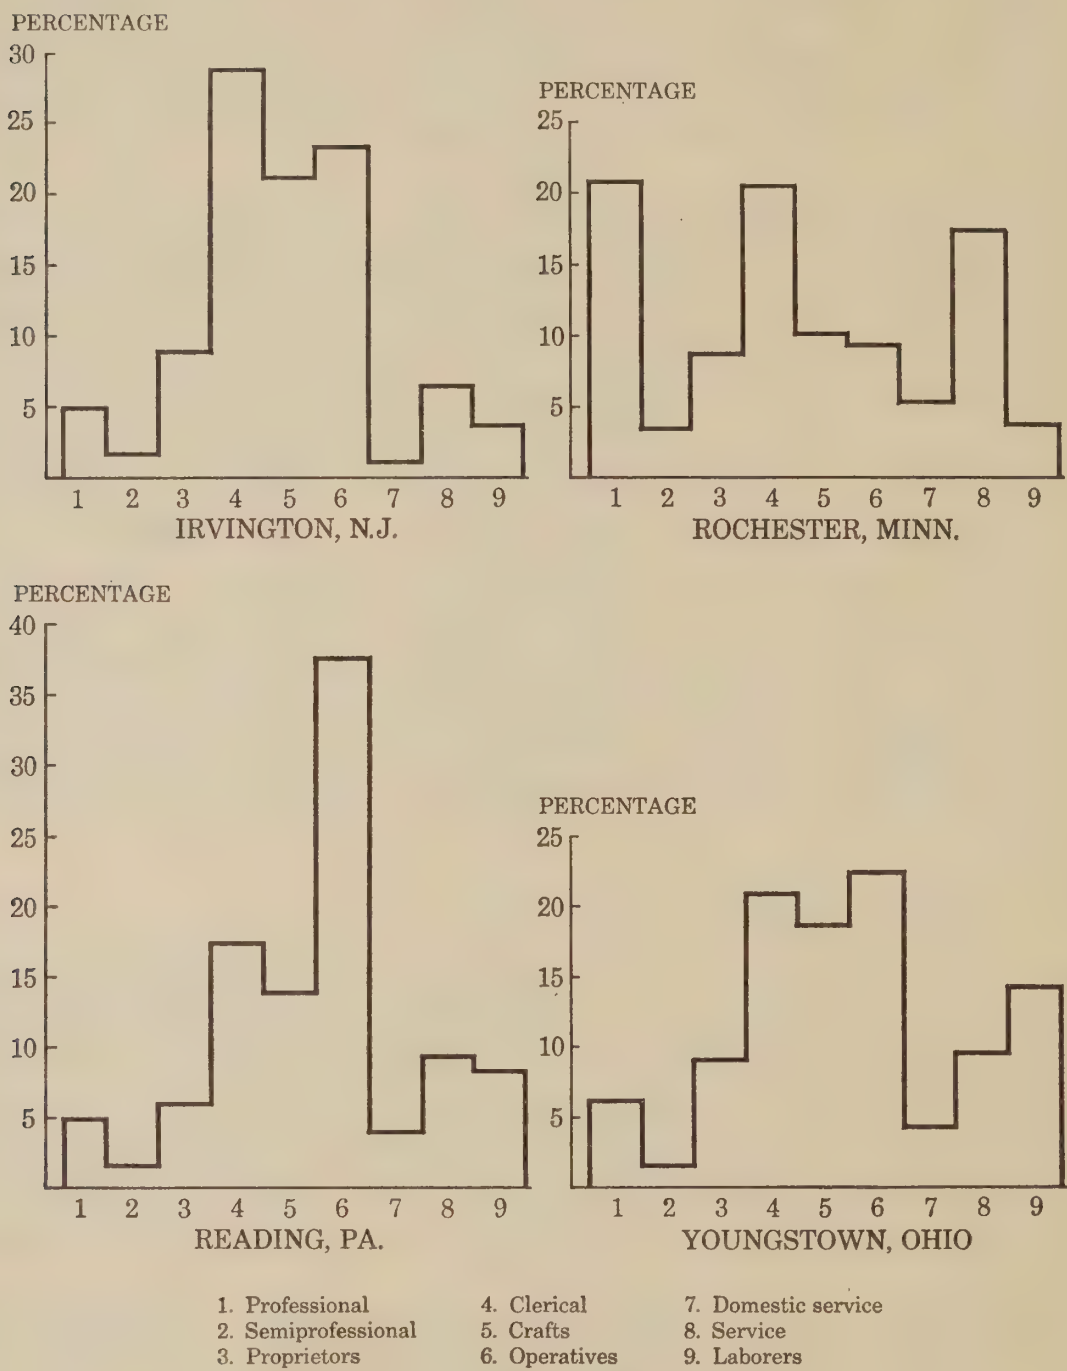 PERCENTAGE
30
25
20
15
10
5
1 2 3 4 5 6 7 8 9
IRVINGTON, N.J.
PERCENTAGE
25
20
15
10
5
1 2 3 4 5 6 7 8 9
ROCHESTER, MINN.
PERCENTAGE
40
35
30
25
20
15
10
5
1 2 3 4 5 6 7 8 9
READING, PA.
PERCENTAGE
25
20
15
10
5
1 2 3 4 5 6 7 8 9
YOUNGSTOWN, OHIO
1. Professional
2. Semiprofessional
3. Proprietors
4. Clerical
5. Crafts
6. Operatives
7. Domestic service
8. Service
9. Laborers